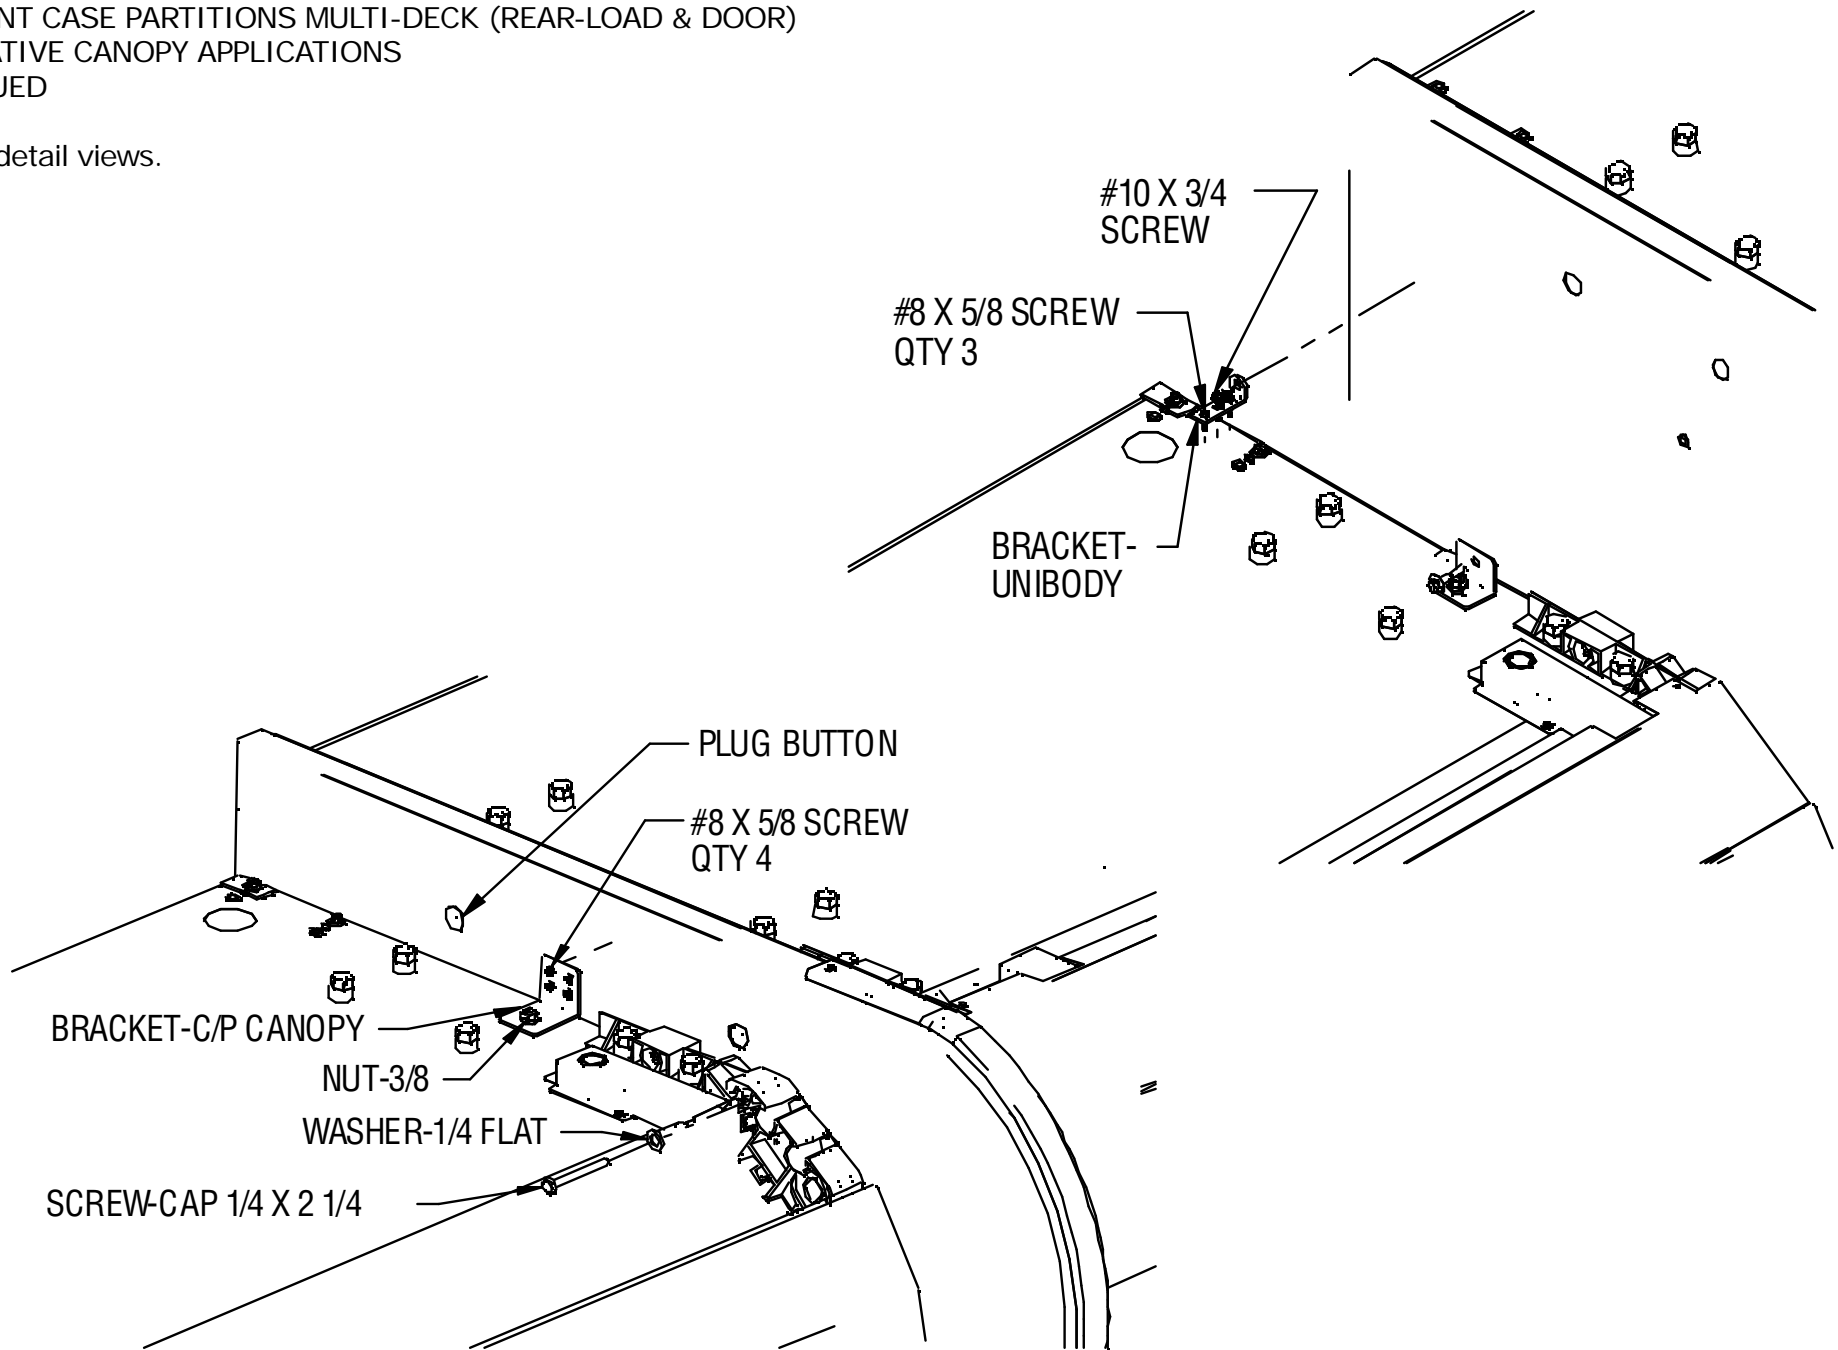 NT CASE PARTITIONS MULTI-DECK (REAR-LOAD & DOOR)
ATIVE CANOPY APPLICATIONS
UED
detail views.
#10 X 3/4
SCREW
#8 X 5/8 SCREW
QTY 3
BRACKET-
UNIBODY
PLUG BUTTON
#8 X 5/8 SCREW
QTY 4
BRACKET-C/P CANOPY
NUT-3/8
WASHER-1/4 FLAT
SCREW-CAP 1/4 X 2 1/4